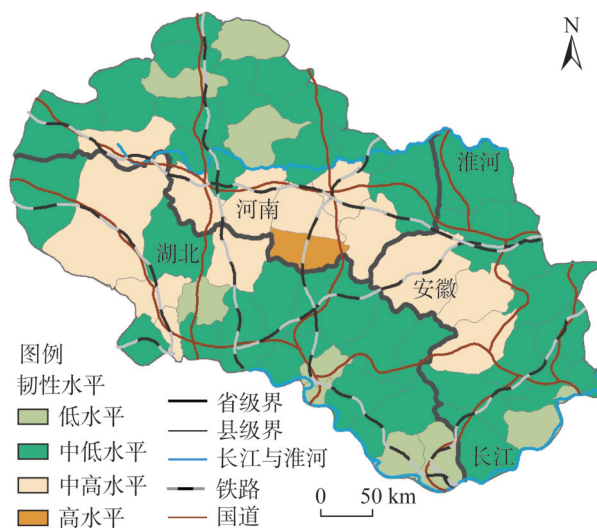 N
淮河
河南
湖北
安徽
长江
图例
韧性水平
低水平
中低水平
中高水平
高水平
省级界
县级界
长江与淮河
铁路
国道
0 50 km